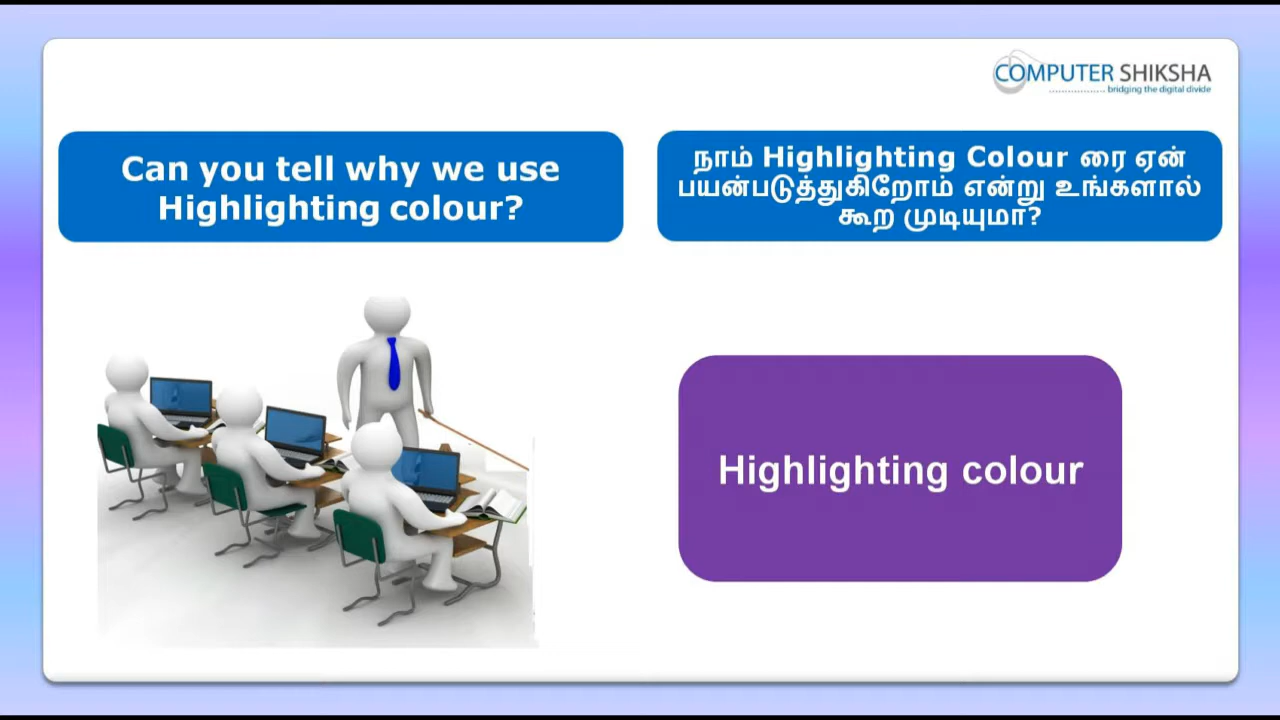 COMPUTER SHIKSHA
bridging the digital divide
Can you tell why we use
Highlighting colour?
நாம் Highlighting Colour ரை ஏன்
பயன்படுத்துகிறோம் என்று உங்களால்
கூற முடியுமா?
Highlighting colour